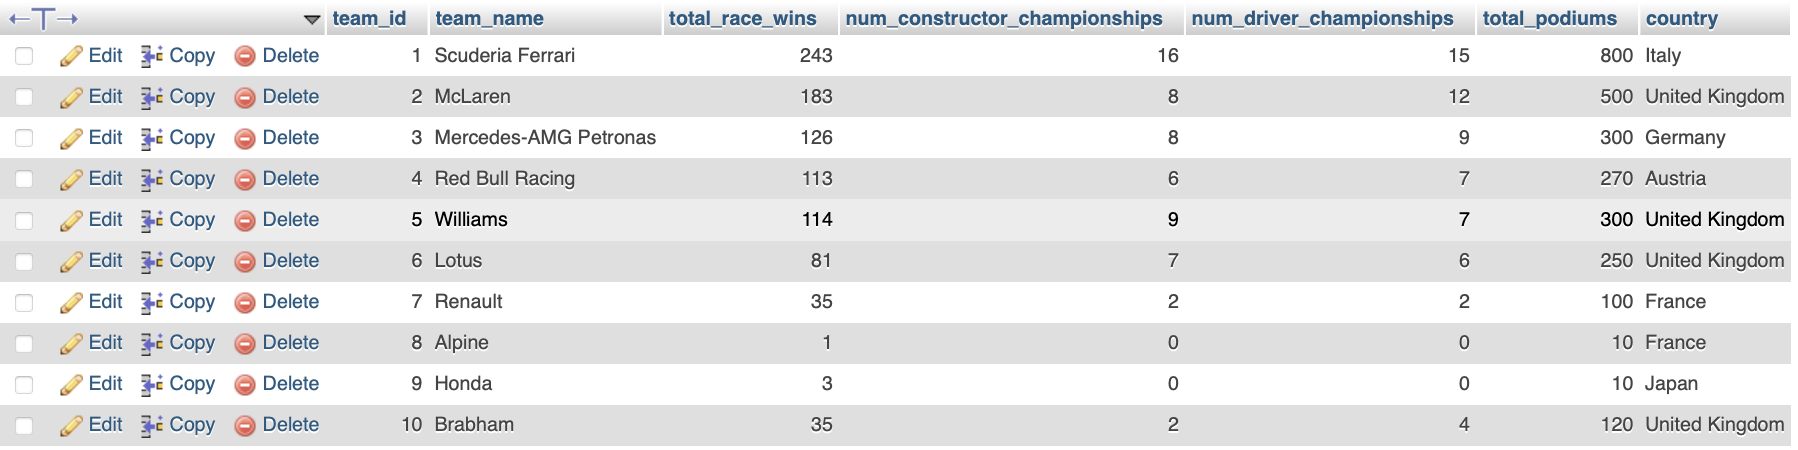 ←T→ team_id team_name total_race_wins num_constructor_championships num_driver_championships total_podiums country
Edit Copy Delete 1 Scuderia Ferrari 243 16 15 800 Italy
Edit Copy Delete 2 McLaren 183 8 12 500 United Kingdom
Edit Copy Delete 3 Mercedes-AMG Petronas 126 8 9 300 Germany
Edit Copy Delete 4 Red Bull Racing 113 6 7 270 Austria
Edit Copy Delete 5 Williams 114 9 7 300 United Kingdom
Edit Copy Delete 6 Lotus 81 7 6 250 United Kingdom
Edit Copy Delete 7 Renault 35 2 2 100 France
Edit Copy Delete 8 Alpine 1 0 0 10 France
Edit Copy Delete 9 Honda 3 0 0 10 Japan
Edit Copy Delete 10 Brabham 35 2 4 120 United Kingdom